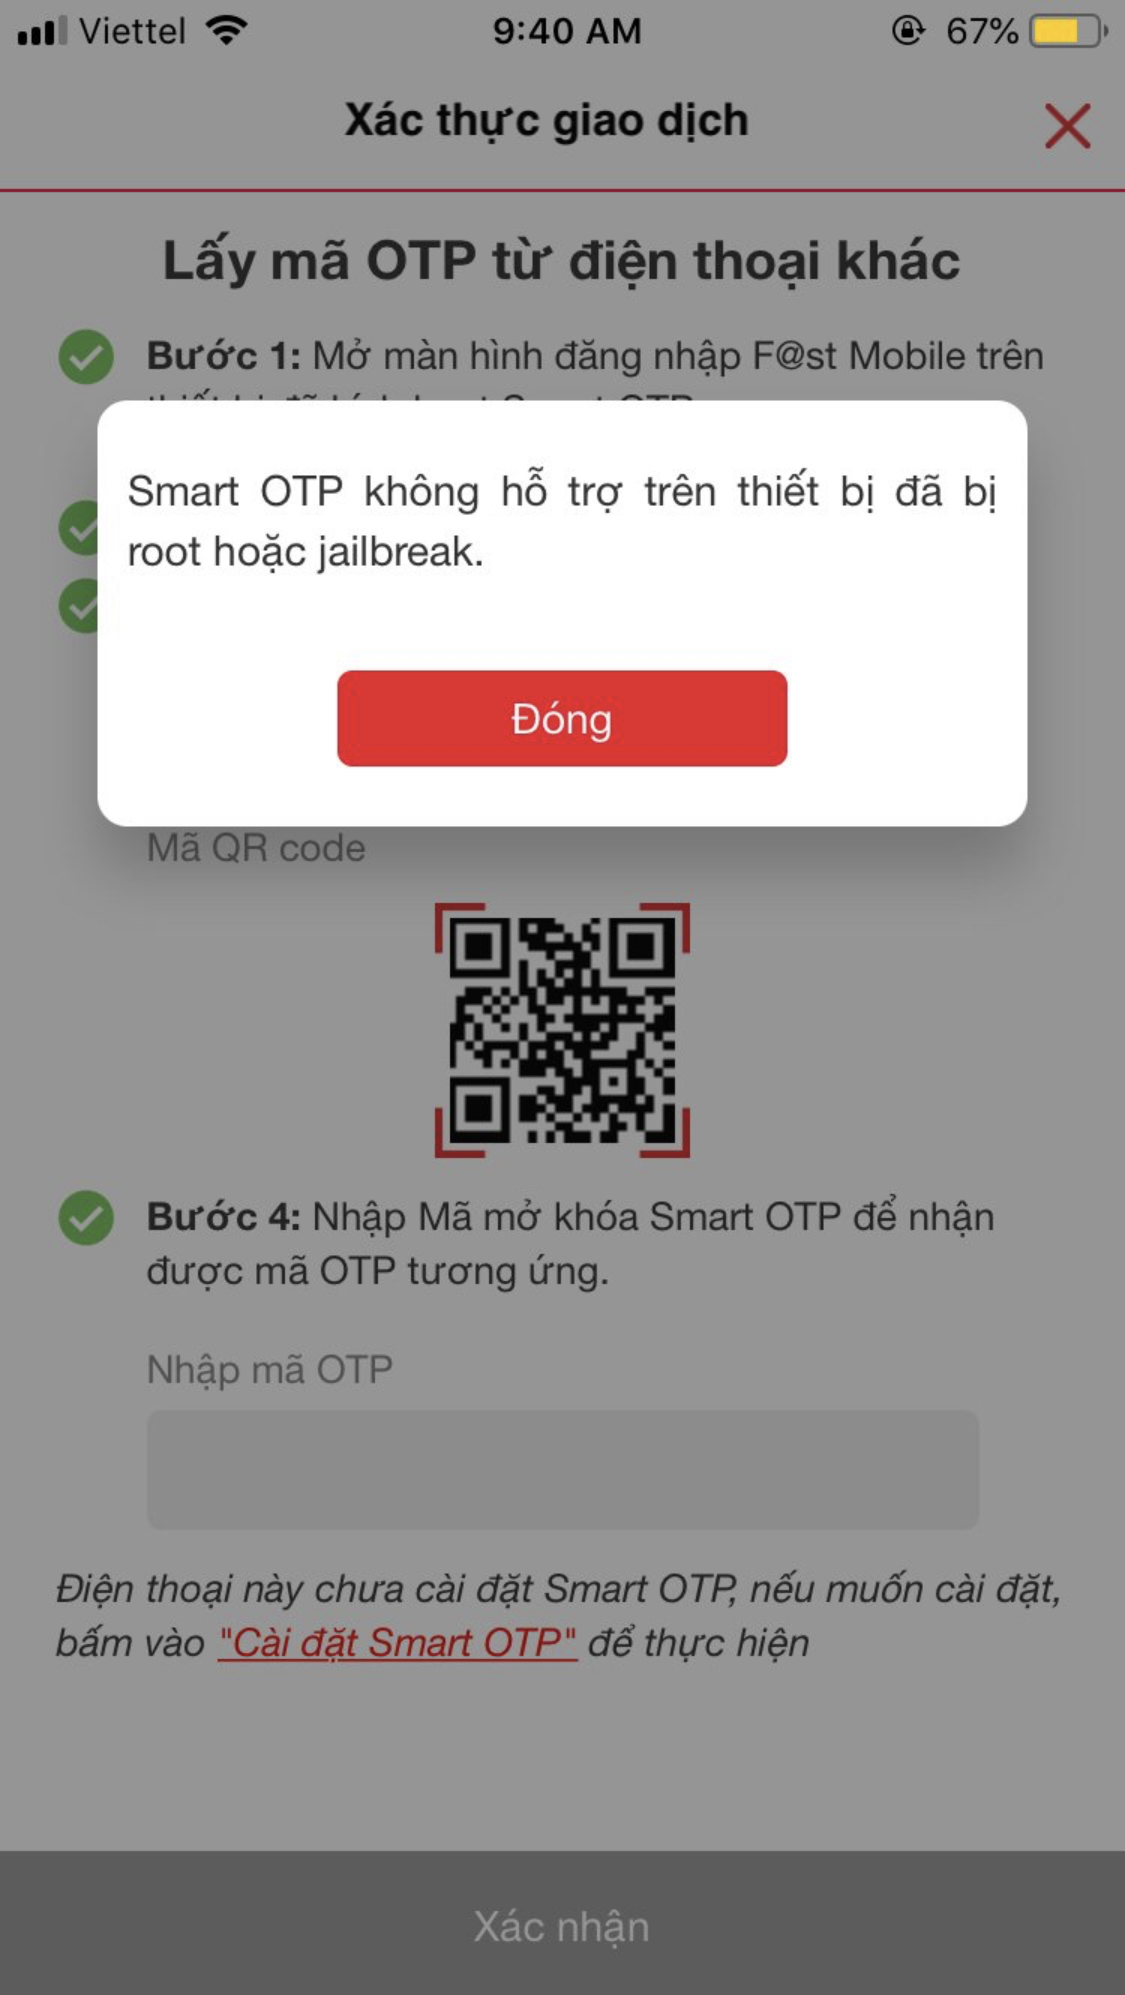 Viettel
9:40 AM
67%
Xác thực giao dịch
Lấy mã OTP từ điện thoại khác
Bước 1: Mở màn hình đăng nhập F@st Mobile trên
Smart OTP không hỗ trợ trên thiết bị đã bị
root hoặc jailbreak.
Đóng
Mã QR code
Bước 4: Nhập Mã mở khóa Smart OTP để nhận
được mã OTP tương ứng.
Nhập mã OTP
Điện thoại này chưa cài đặt Smart OTP, nếu muốn cài đặt,
bấm vào "Cài đặt Smart OTP" để thực hiện
Xác nhận